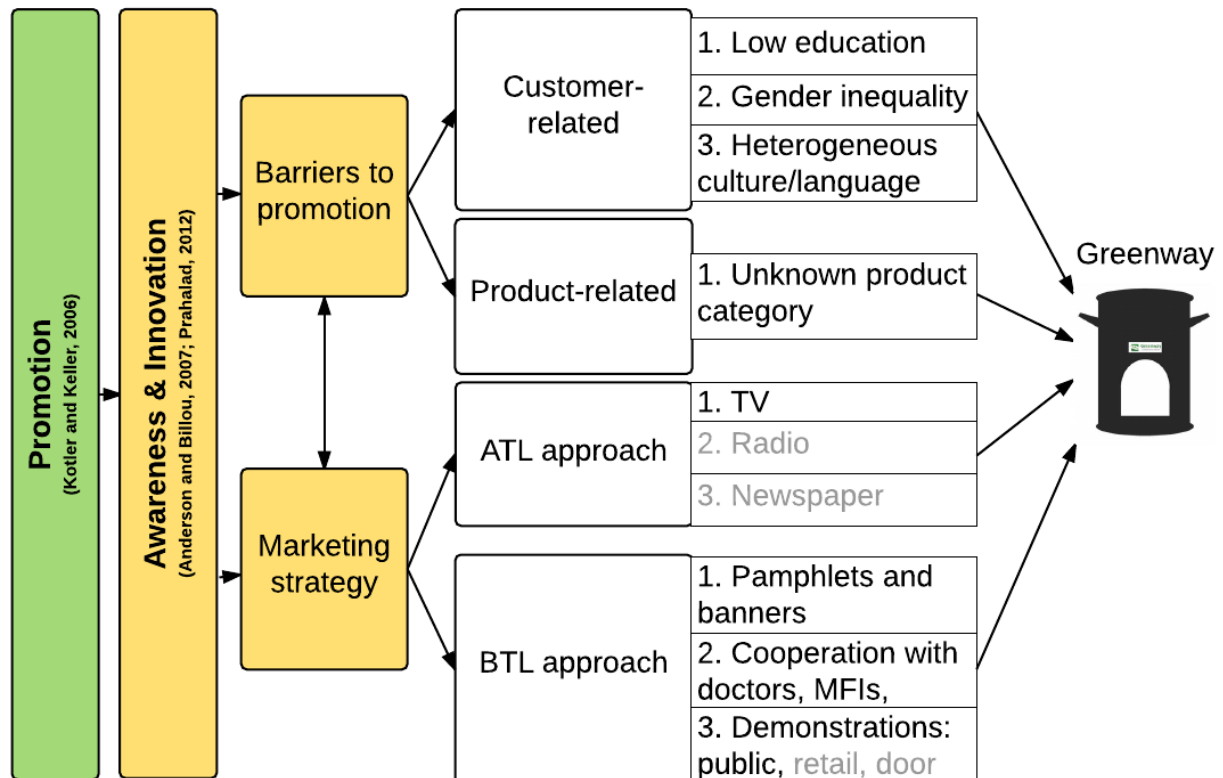 Promotion
(Kotler and Keller, 2006)
Awareness & Innovation
(Anderson and Billou, 2007; Prahalad, 2012)
Barriers to
promotion
Marketing
strategy
Customer-
related
1. Low education
2. Gender inequality
3. Heterogeneous
culture/language
Product-related
1. Unknown product
category
ATL approach
1. TV
2. Radio
3. Newspaper
BTL approach
1. Pamphlets and
banners
2. Cooperation with
doctors, MFIs,
3. Demonstrations:
public, retail, door
Greenway